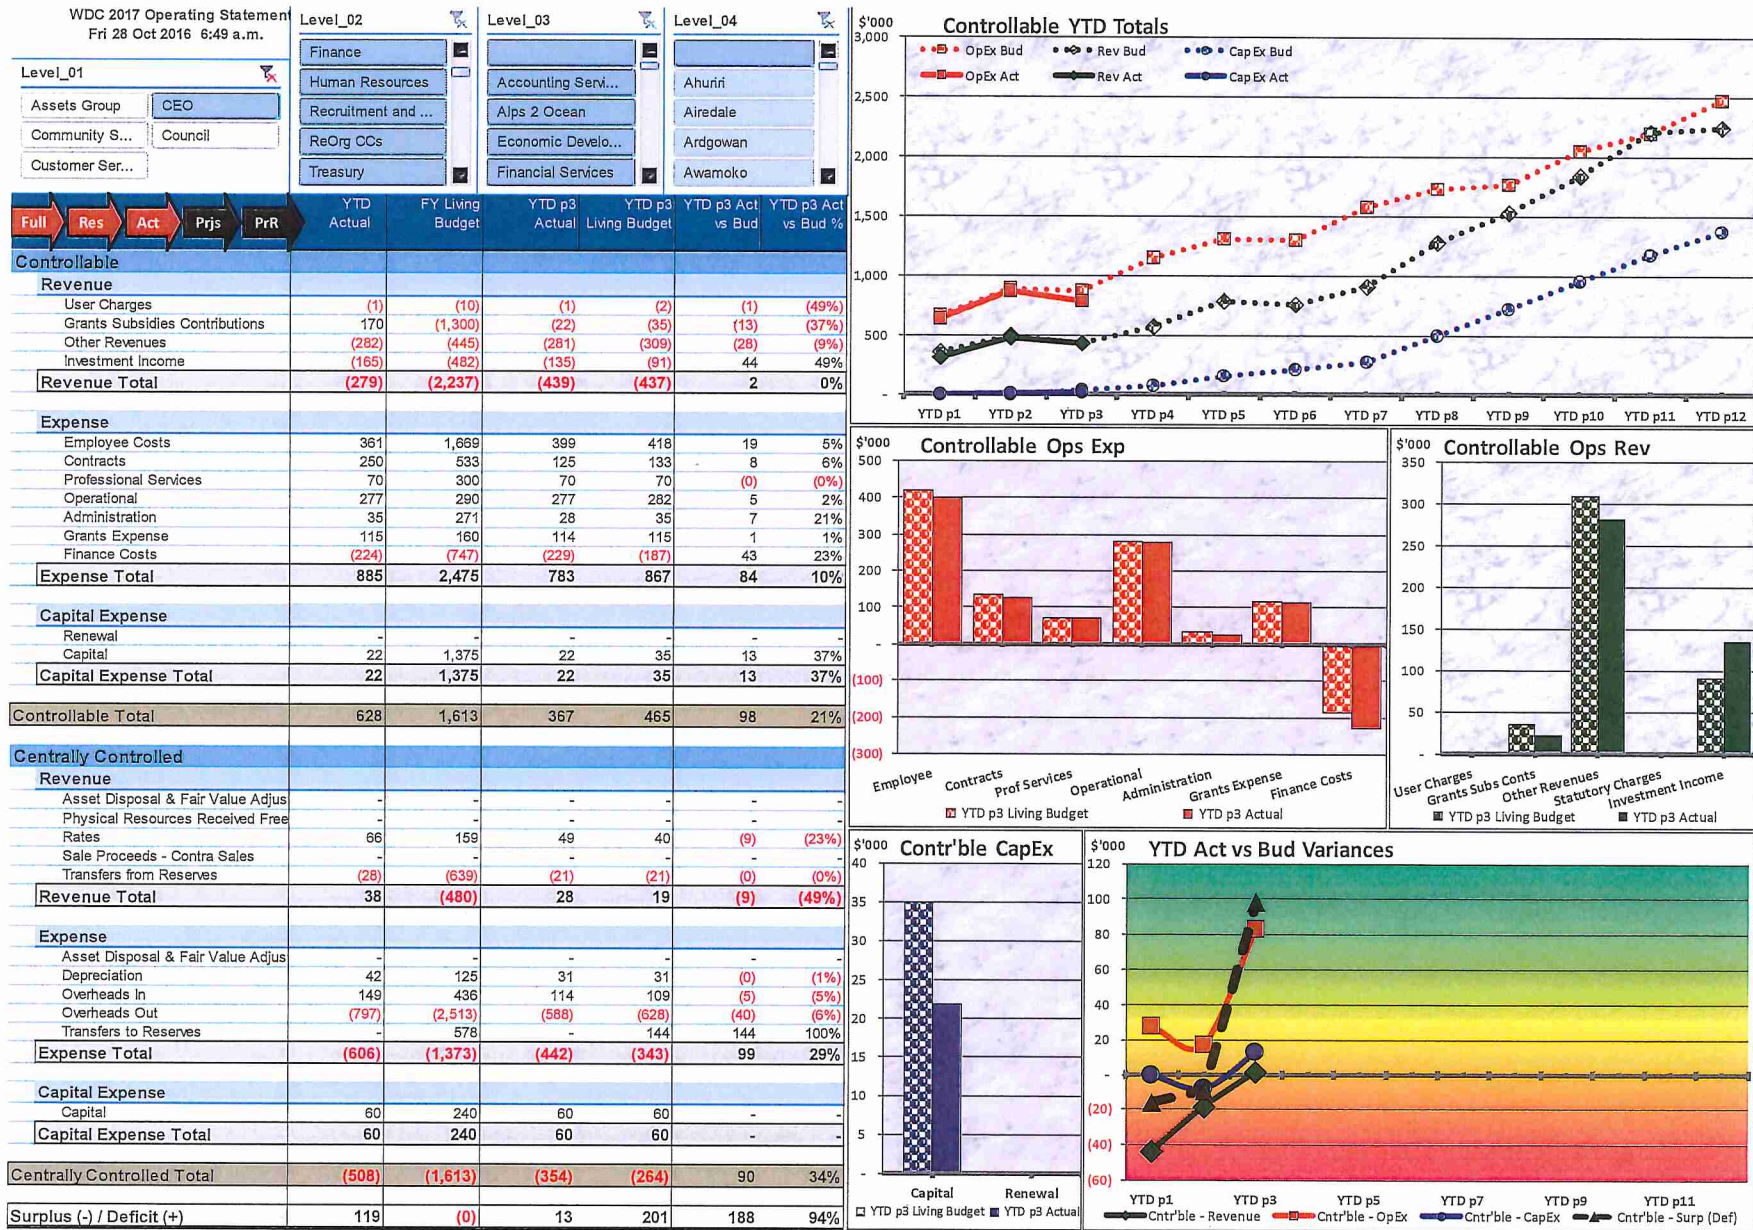 WDC 2017 Operating Statement
Fri 28 Oct 2016 6:49 a.m.
Level_01
Assets Group CEO
Community S... Council
Customer Ser...
Level_02
Finance
Human Resources
Recruitment and ...
ReOrg CCs
Treasury
Level_03
Accounting Servi...
Alps 2 Ocean
Economic Develo...
Financial Services
Level_04
Ahuriri
Airedale
Ardgowan
Awamoko
Full Res Act Prjs PrR
YTD Actual FY Living Budget YTD p3 Actual YTD p3 Living Budget YTD p3 Act vs Bud YTD p3 Act vs Bud %
Controllable
Revenue
User Charges (1) (10) (1) (2) (1) (49%)
Grants Subsidies Contributions 170 (1,300) (22) (35) (13) (37%)
Other Revenues (282) (445) (281) (309) (28) (9%)
Investment Income (165) (482) (135) (91) 44 49%
Revenue Total (279) (2,237) (439) (437) 2 0%
Expense
Employee Costs 361 1,669 399 418 19 5%
Contracts 250 533 125 133 8 6%
Professional Services 70 300 70 70 (0) (0%)
Operational 277 290 277 282 5 2%
Administration 35 271 28 35 7 21%
Grants Expense 115 160 114 115 1 1%
Finance Costs (224) (747) (229) (187) 43 23%
Expense Total 885 2,475 783 867 84 10%
Capital Expense
Renewal - - - - - -
Capital 22 1,375 22 35 13 37%
Capital Expense Total 22 1,375 22 35 13 37%
Controllable Total 628 1,613 367 465 98 21%
Centrally Controlled
Revenue
Asset Disposal & Fair Value Adjus - - - - - -
Physical Resources Received Free - - - - - -
Rates 66 159 49 40 (9) (23%)
Sale Proceeds - Contra Sales - - - - - -
Transfers from Reserves (28) (639) (21) (21) (0) (0%)
Revenue Total 38 (480) 28 19 (9) (49%)
Expense
Asset Disposal & Fair Value Adjus - - - - - -
Depreciation 42 125 31 31 (0) (1%)
Overheads In 149 436 114 109 (5) (5%)
Overheads Out (797) (2,513) (588) (628) (40) (6%)
Transfers to Reserves - 578 - 144 144 100%
Expense Total (606) (1,373) (442) (343) 99 29%
Capital Expense
Capital 60 240 60 60 - -
Capital Expense Total 60 240 60 60 - -
Centrally Controlled Total (508) (1,613) (354) (264) 90 34%
Surplus (-) / Deficit (+) 119 (0) 13 201 188 94%
$'000 Controllable YTD Totals
OpEx Bud Rev Bud CapEx Bud
OpEx Act Rev Act CapEx Act
3,000
2,500
2,000
1,500
1,000
500
-
YTD p1 YTD p2 YTD p3 YTD p4 YTD p5 YTD p6 YTD p7 YTD p8 YTD p9 YTD p10 YTD p11 YTD p12
$'000 Controllable Ops Exp
500
400
300
200
100
-
(100)
(200)
(300)
Employee Contracts Prof Services Operational Administration Grants Expense Finance Costs
YTD p3 Living Budget YTD p3 Actual
$'000 Controllable Ops Rev
350
300
250
200
150
100
50
-
User Charges Grants Subs Conts Other Revenues Statutory Charges Investment Income
YTD p3 Living Budget YTD p3 Actual
$'000 Contr'ble CapEx
40
35
30
25
20
15
10
5
-
Capital Renewal
YTD p3 Living Budget YTD p3 Actual
$'000 YTD Act vs Bud Variances
120
100
80
60
40
20
-
(20)
(40)
(60)
YTD p1 YTD p3 YTD p5 YTD p7 YTD p9 YTD p11
Cntr'ble - Revenue Cntr'ble - OpEx Cntr'ble - CapEx Cntr'ble - Surp (Def)